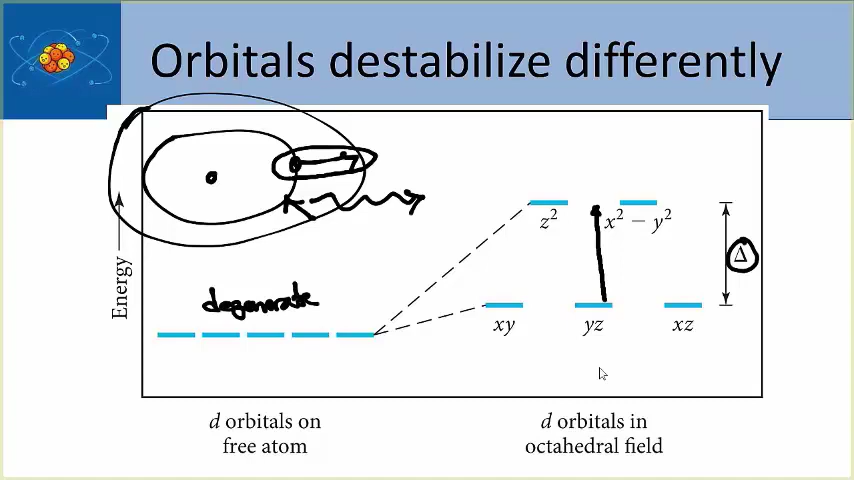 Orbitals destabilize differently
Energy
degenerate
z² x² − y²
Δ
xy yz xz
d orbitals on
free atom
d orbitals in
octahedral field